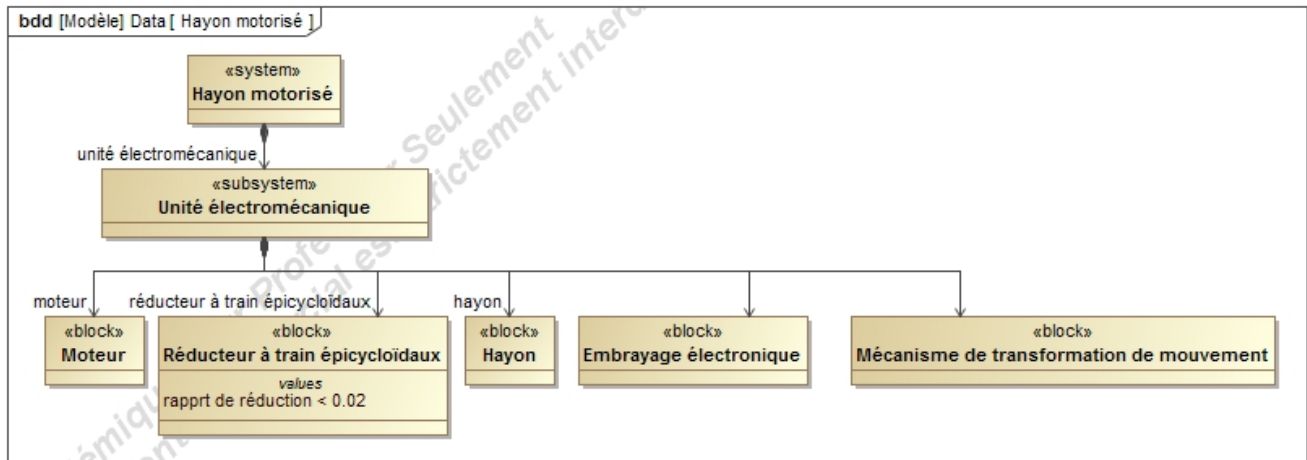 bdd [Modèle] Data [ Hayon motorisé ]
«system»
Hayon motorisé
unité électromécanique
«subsystem»
Unité électromécanique
moteur
réducteur à train épicycloïdaux
hayon
«block»
Moteur
«block»
Réducteur à train épicycloïdaux
values
rapprt de réduction < 0.02
«block»
Hayon
«block»
Embrayage électronique
«block»
Mécanisme de transformation de mouvement
Seulement